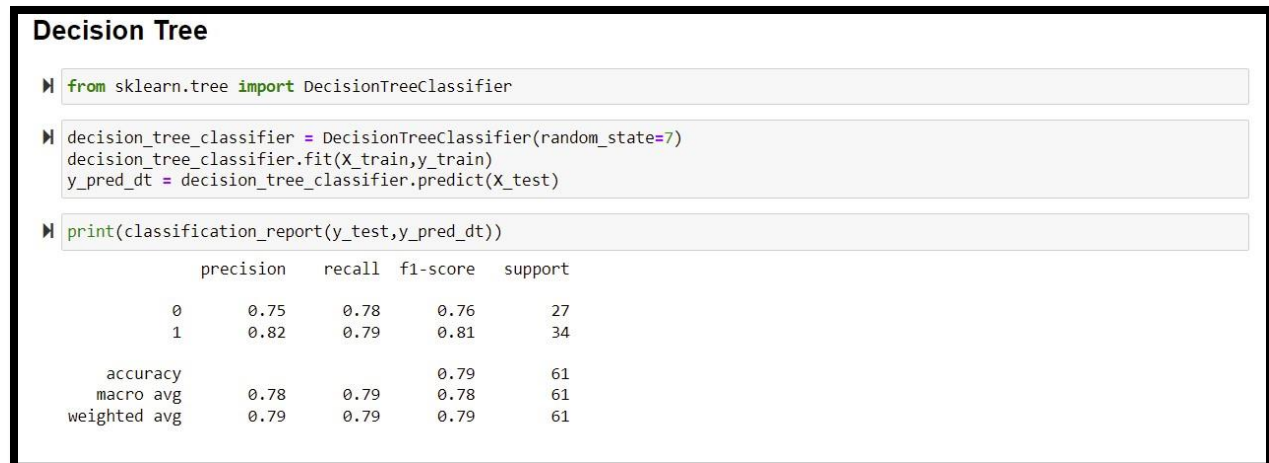 Decision Tree
from sklearn.tree import DecisionTreeClassifier
decision_tree_classifier = DecisionTreeClassifier(random_state=7)
decision_tree_classifier.fit(X_train,y_train)
y_pred_dt = decision_tree_classifier.predict(X_test)
print(classification_report(y_test,y_pred_dt))
precision recall f1-score support
0 0.75 0.78 0.76 27
1 0.82 0.79 0.81 34
accuracy 0.79 61
macro avg 0.78 0.79 0.78 61
weighted avg 0.79 0.79 0.79 61